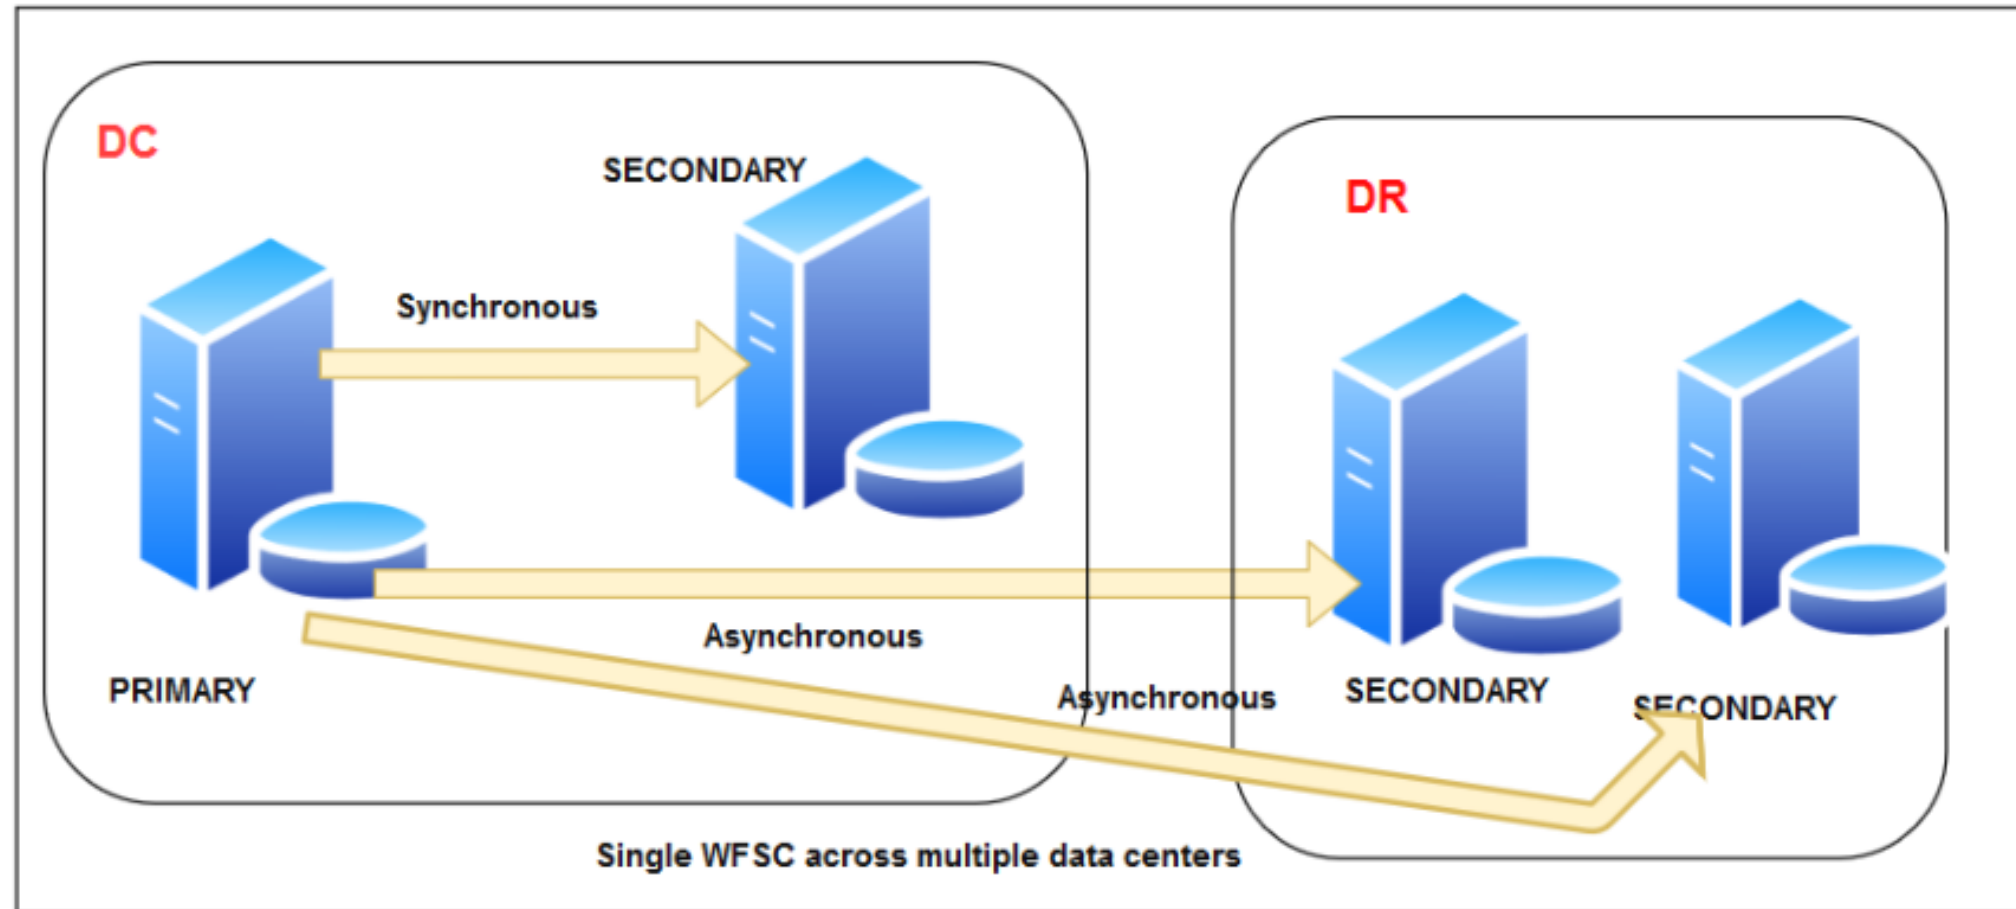 DC
SECONDARY
DR
Synchronous
Asynchronous
PRIMARY
Asynchronous
SECONDARY
SECONDARY
Single WFSC across multiple data centers